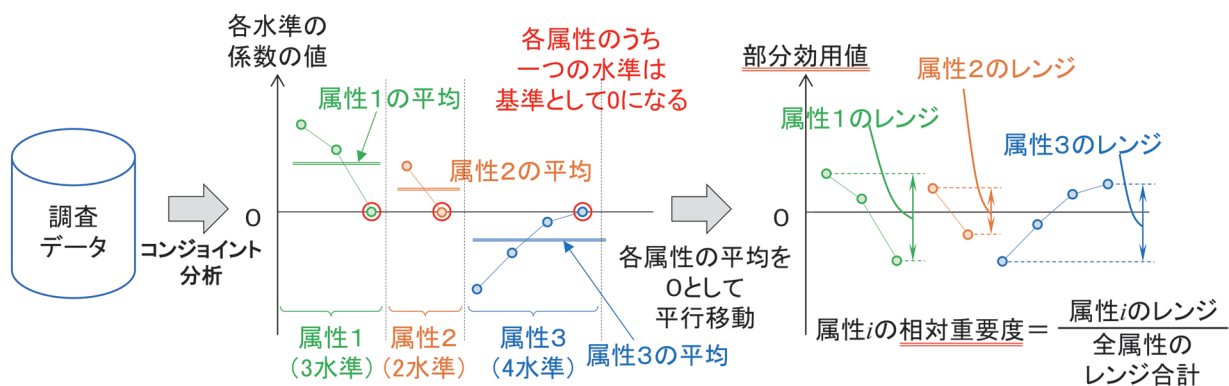 調査
データ
コンジョイント
分析
各水準の
係数の値
0
属性1の平均
属性2の平均
各属性のうち
一つの水準は
基準として0になる
属性1
(3水準)
属性2
(2水準)
属性3
(4水準)
属性3の平均
各属性の平均を
0として
平行移動
部分効用値
0
属性1のレンジ
属性2のレンジ
属性3のレンジ
属性iの相対重要度=
属性iのレンジ
全属性の
レンジ合計